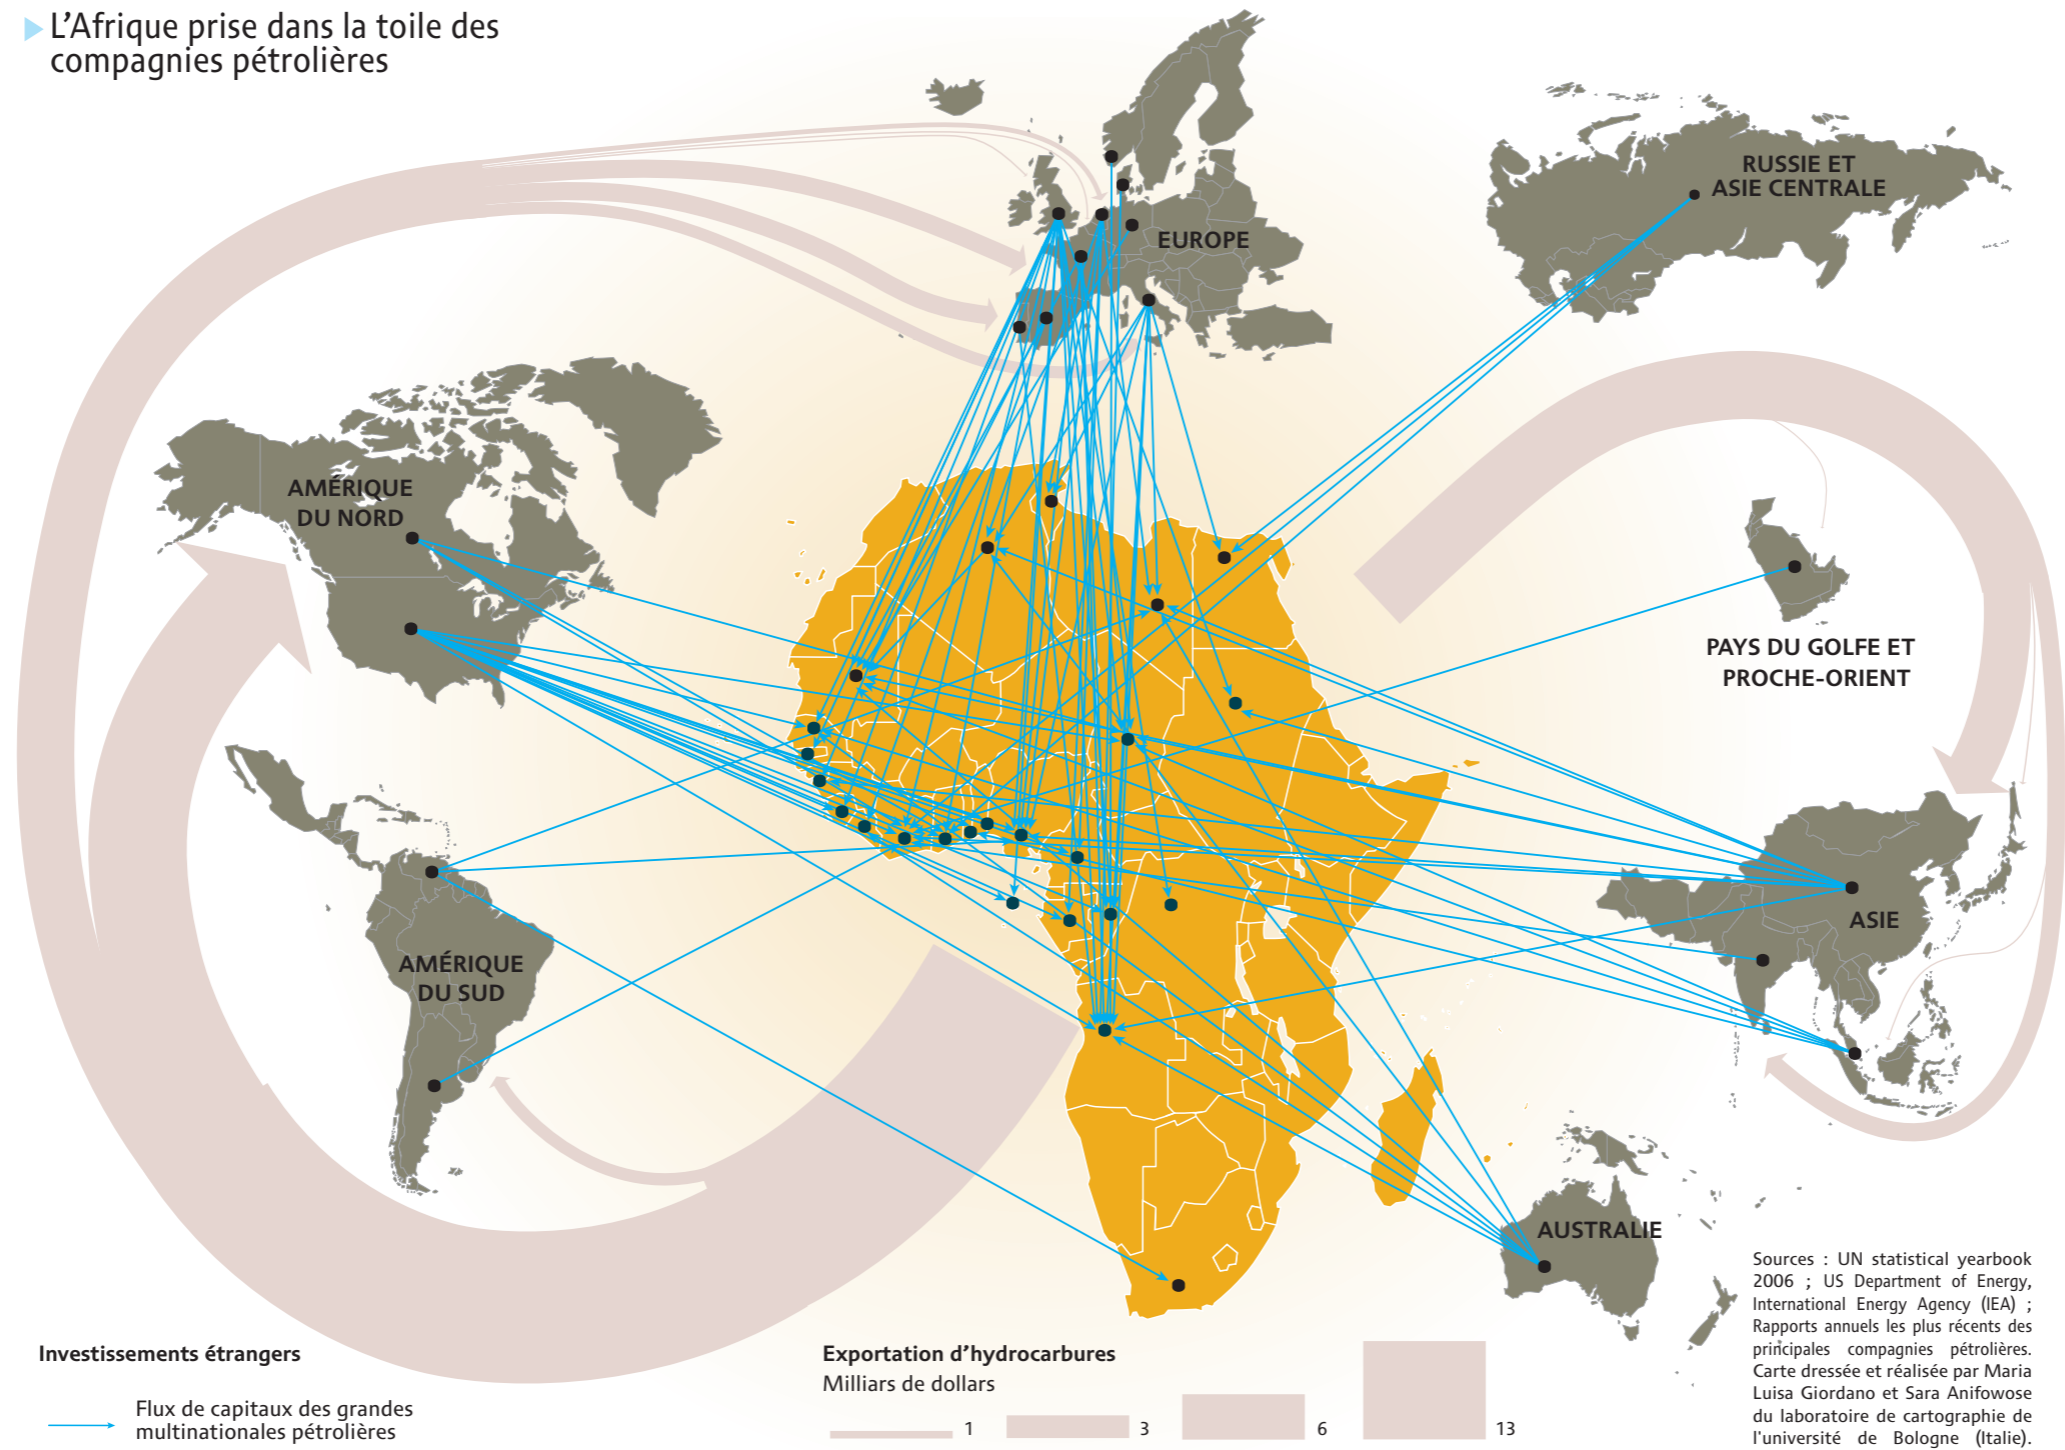 L’Afrique prise dans la toile des
compagnies pétrolières
RUSSIE ET
ASIE CENTRALE
EUROPE
AMÉRIQUE
DU NORD
PAYS DU GOLFE ET
PROCHE-ORIENT
ASIE
AMÉRIQUE
DU SUD
AUSTRALIE
Sources : UN statistical yearbook
2006 ; US Department of Energy,
International Energy Agency (IEA) ;
Rapports annuels les plus récents des
principales compagnies pétrolières.
Carte dressée et réalisée par Maria
Luisa Giordano et Sara Anifowose
du laboratoire de cartographie de
l'université de Bologne (Italie).
Investissements étrangers
Flux de capitaux des grandes
multinationales pétrolières
Exportation d’hydrocarbures
Milliars de dollars
1
3
6
13